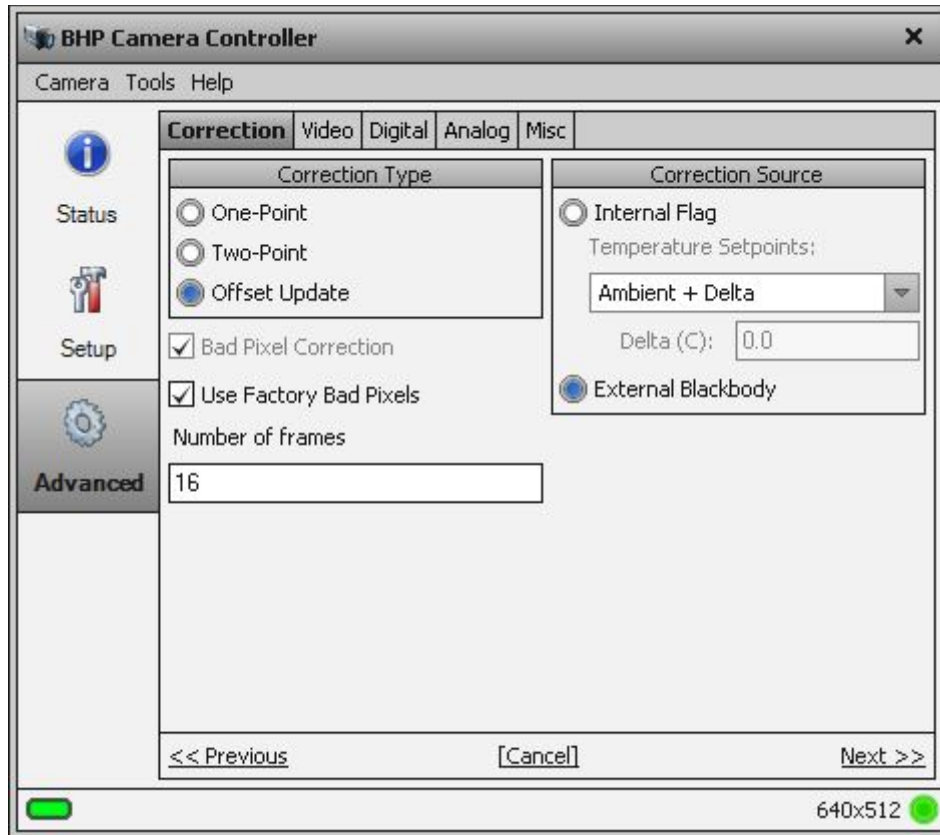 BHP Camera Controller
Camera Tools Help
Status
Setup
Advanced
Correction Video Digital Analog Misc
Correction Type
One-Point
Two-Point
Offset Update
Bad Pixel Correction
Use Factory Bad Pixels
Number of frames
16
Correction Source
Internal Flag
Temperature Setpoints:
Ambient + Delta
Delta (C): 0.0
External Blackbody
<< Previous [Cancel] Next >>
640x512